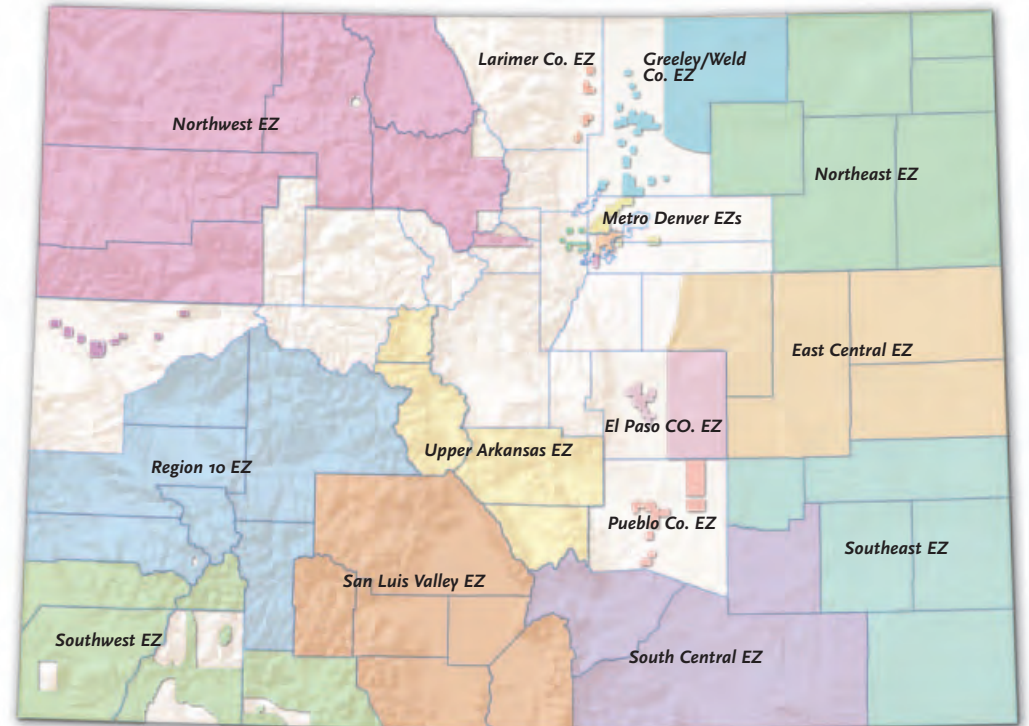 Larimer Co. EZ
Greeley/Weld
Co. EZ
Northwest EZ
Northeast EZ
Metro Denver EZs
East Central EZ
El Paso CO. EZ
Upper Arkansas EZ
Region 10 EZ
Pueblo Co. EZ
Southeast EZ
San Luis Valley EZ
Southwest EZ
South Central EZ